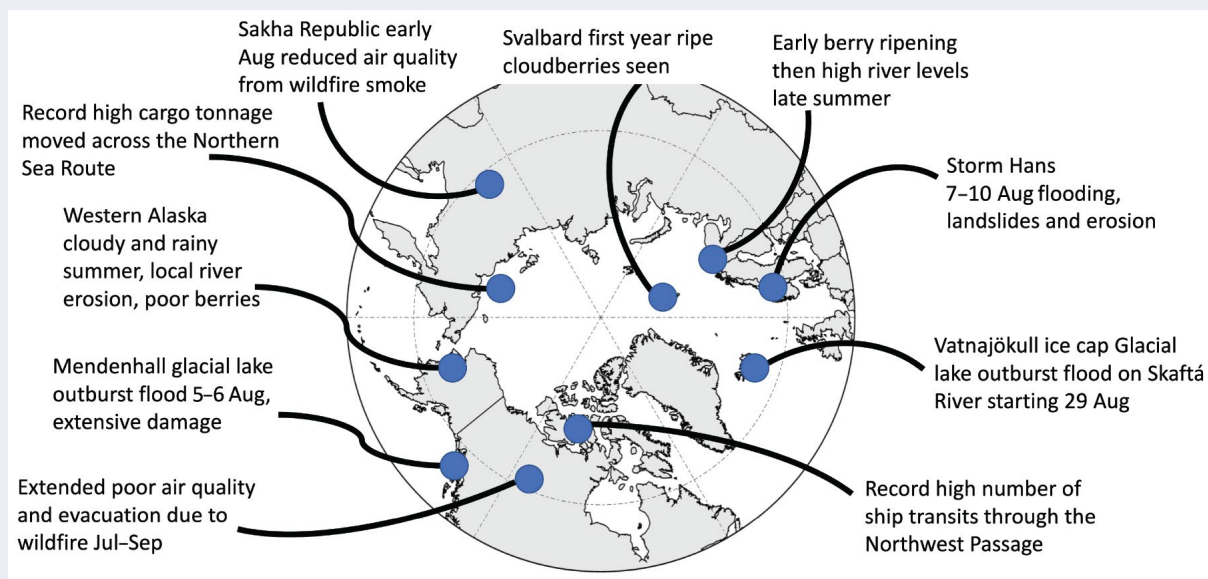 Sakha Republic early
Aug reduced air quality
from wildfire smoke
Svalbard first year ripe
cloudberries seen
Early berry ripening
then high river levels
late summer
Record high cargo tonnage
moved across the Northern
Sea Route
Storm Hans
7–10 Aug flooding,
landslides and erosion
Western Alaska
cloudy and rainy
summer, local river
erosion, poor berries
Vatnajökull ice cap Glacial
lake outburst flood on Skaftá
River starting 29 Aug
Mendenhall glacial lake
outburst flood 5–6 Aug,
extensive damage
Extended poor air quality
and evacuation due to
wildfire Jul–Sep
Record high number of
ship transits through the
Northwest Passage